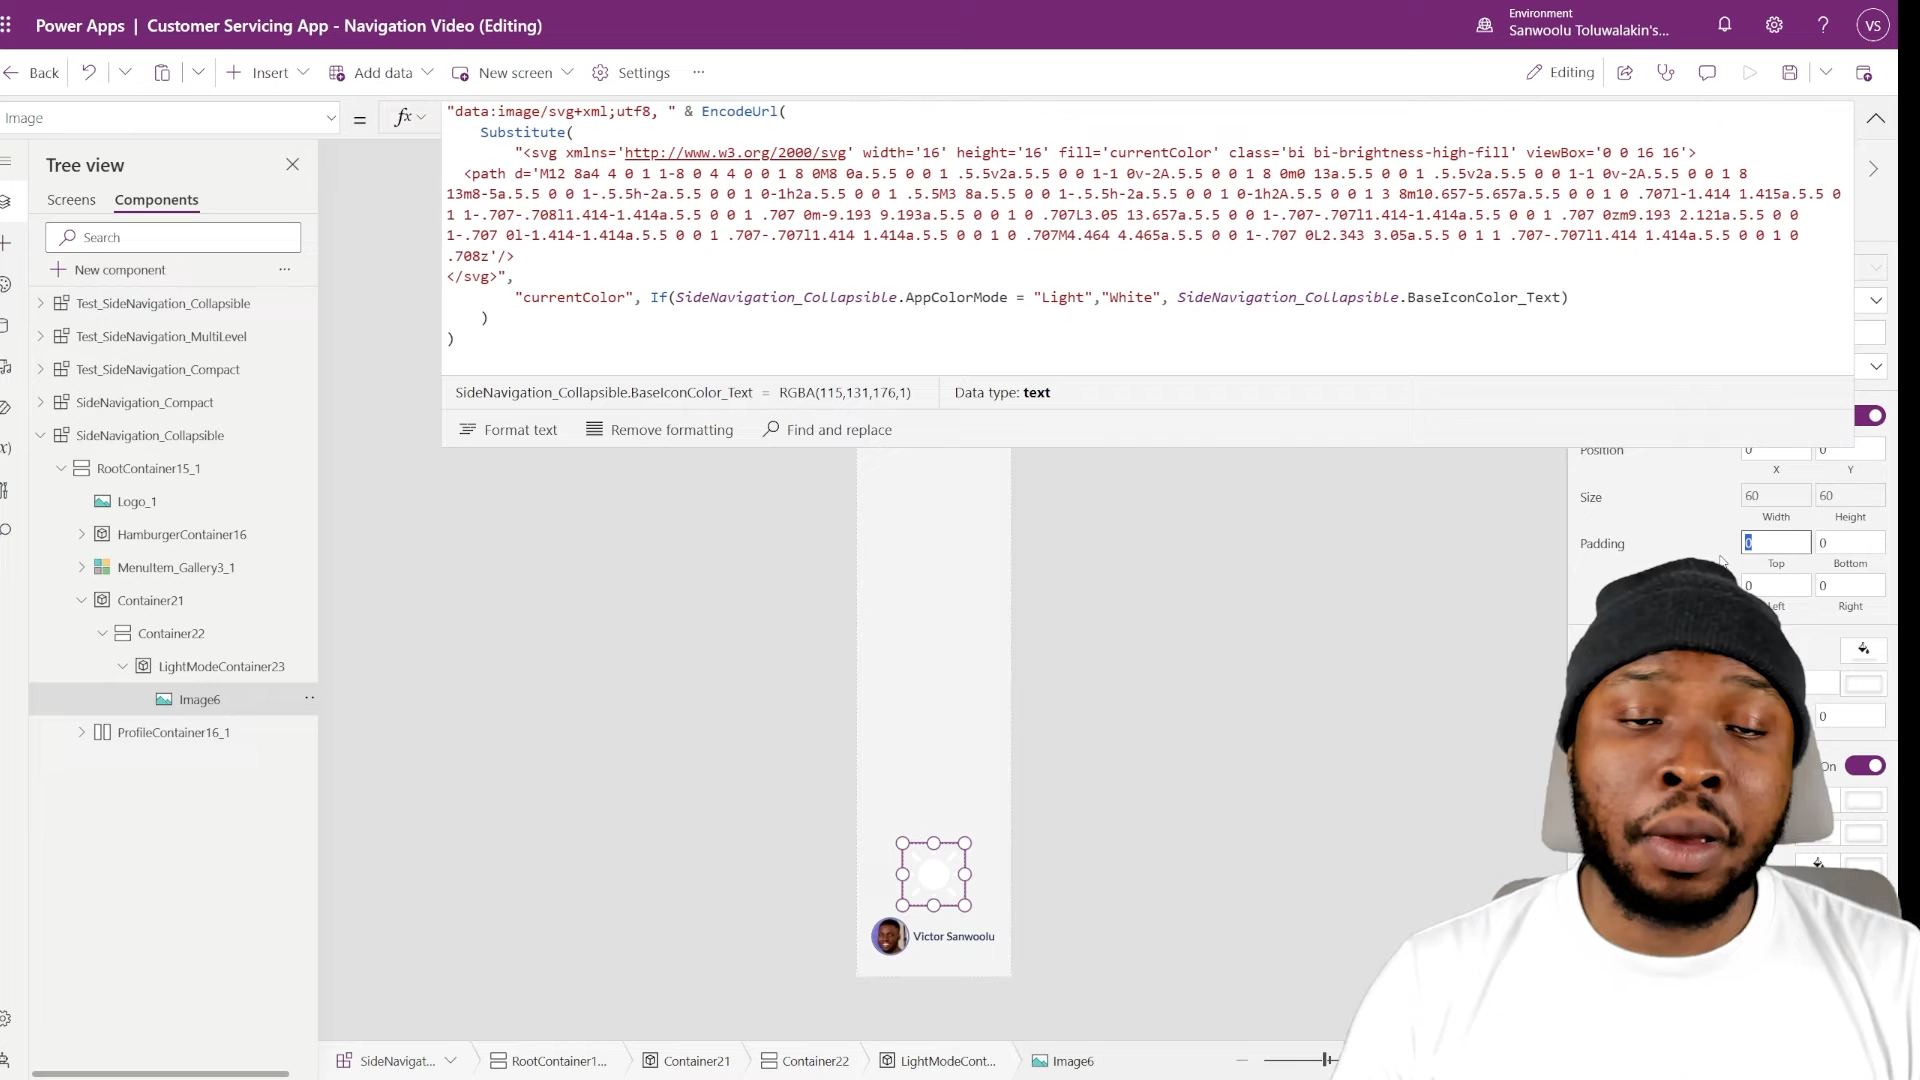 Power Apps | Customer Servicing App - Navigation Video (Editing)
Environment
Sanwoolu Toluwalakin's...
VS
Back
Insert
Add data
New screen
Settings
Editing
Image
=
fx
"data:image/svg+xml;utf8, " & EncodeUrl(
Substitute(
"<svg xmlns='http://www.w3.org/2000/svg' width='16' height='16' fill='currentColor' class='bi bi-brightness-high-fill' viewBox='0 0 16 16'>
<path d='M12 8a4 4 0 1 1-8 0 4 4 0 0 1 8 0M8 0a.5.5 0 0 1 .5.5v2a.5.5 0 0 1-1 0v-2A.5.5 0 0 1 8 0m0 13a.5.5 0 0 1 .5.5v2a.5.5 0 0 1-1 0v-2A.5.5 0 0 1 8
13m8-5a.5.5 0 0 1-.5.5h-2a.5.5 0 0 1 0-1h2a.5.5 0 0 1 .5.5M3 8a.5.5 0 0 1-.5.5h-2a.5.5 0 0 1 0-1h2A.5.5 0 0 1 3 8m10.657-5.657a.5.5 0 0 1 0 .707l-1.414 1.415a.5.5 0
1 1-.707-.708l1.414-1.414a.5.5 0 0 1 .707 0m-9.193 9.193a.5.5 0 0 1 0 .707L3.05 13.657a.5.5 0 0 1-.707-.707l1.414-1.414a.5.5 0 0 1 .707 0zm9.193 2.121a.5.5 0 0
1-.707 0l-1.414-1.414a.5.5 0 0 1 .707-.707l1.414 1.414a.5.5 0 0 1 0 .707M4.464 4.465a.5.5 0 0 1-.707 0L2.343 3.05a.5.5 0 1 1 .707-.707l1.414 1.414a.5.5 0 0 1 0
.708z'/>
</svg>",
"currentColor", If(SideNavigation_Collapsible.AppColorMode = "Light","White", SideNavigation_Collapsible.BaseIconColor_Text)
)
)
SideNavigation_Collapsible.BaseIconColor_Text = RGBA(115,131,176,1)
Data type: text
Format text
Remove formatting
Find and replace
Tree view
Screens
Components
Search
New component
Test_SideNavigation_Collapsible
Test_SideNavigation_MultiLevel
Test_SideNavigation_Compact
SideNavigation_Compact
SideNavigation_Collapsible
RootContainer15_1
Logo_1
HamburgerContainer16
MenuItem_Gallery3_1
Container21
Container22
LightModeContainer23
Image6
ProfileContainer16_1
Victor Sanwoolu
Position
0 0
X Y
Size
60 60
Width Height
Padding
0 0
Top Bottom
0 0
Left Right
0
On
SideNavigat...
RootContainer1...
Container21
Container22
LightModeCont...
Image6